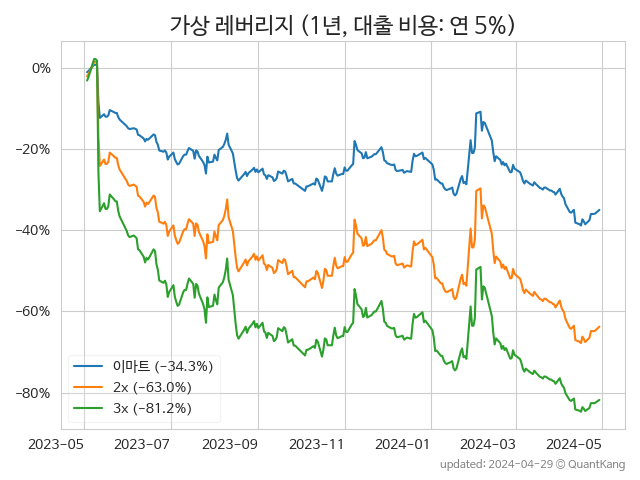 가상 레버리지 (1년, 대출 비용: 연 5%)
0%
−20%
−40%
−60%
−80%
이마트 (−34.3%)
2x (−63.0%)
3x (−81.2%)
2023-05 2023-07 2023-09 2023-11 2024-01 2024-03 2024-05
updated: 2024-04-29 © QuantKang